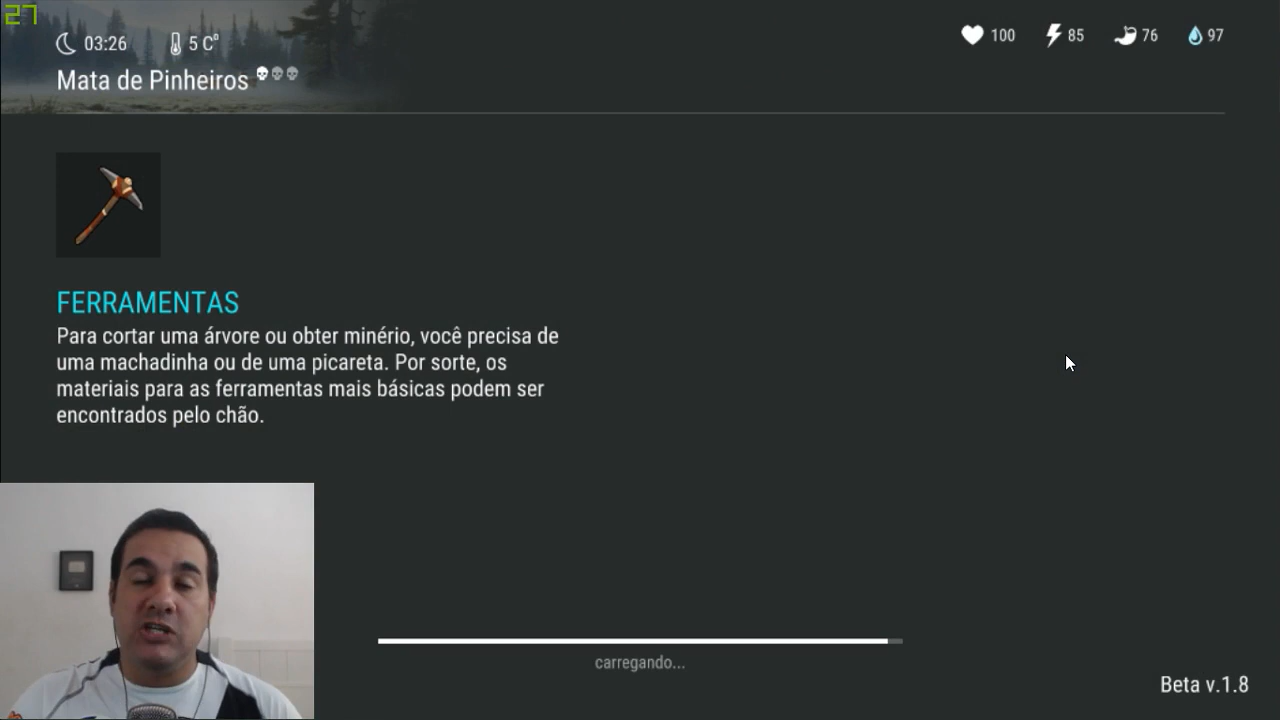 27
03:26 5 C°
100 85 76 97
Mata de Pinheiros
FERRAMENTAS
Para cortar uma árvore ou obter minério, você precisa de
uma machadinha ou de uma picareta. Por sorte, os
materiais para as ferramentas mais básicas podem ser
encontrados pelo chão.
carregando...
Beta v.1.8